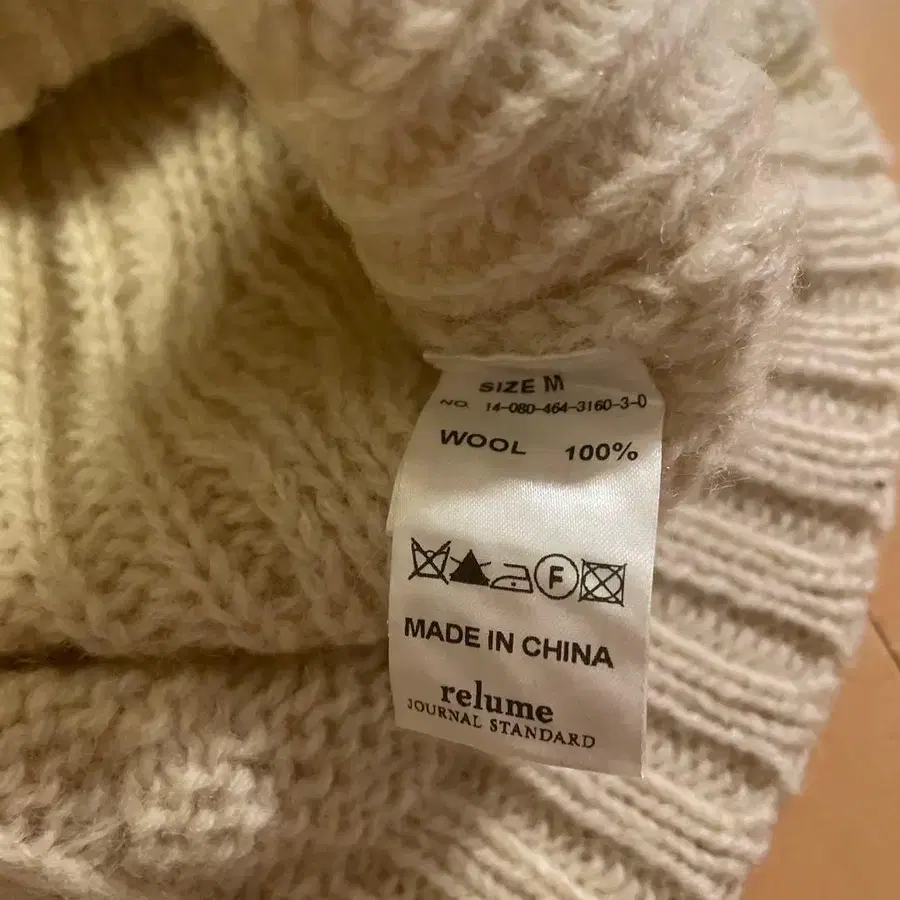 SIZE M
NO. 14-080-464-3160-3-0
WOOL 100%
F
MADE IN CHINA
relume
JOURNAL STANDARD